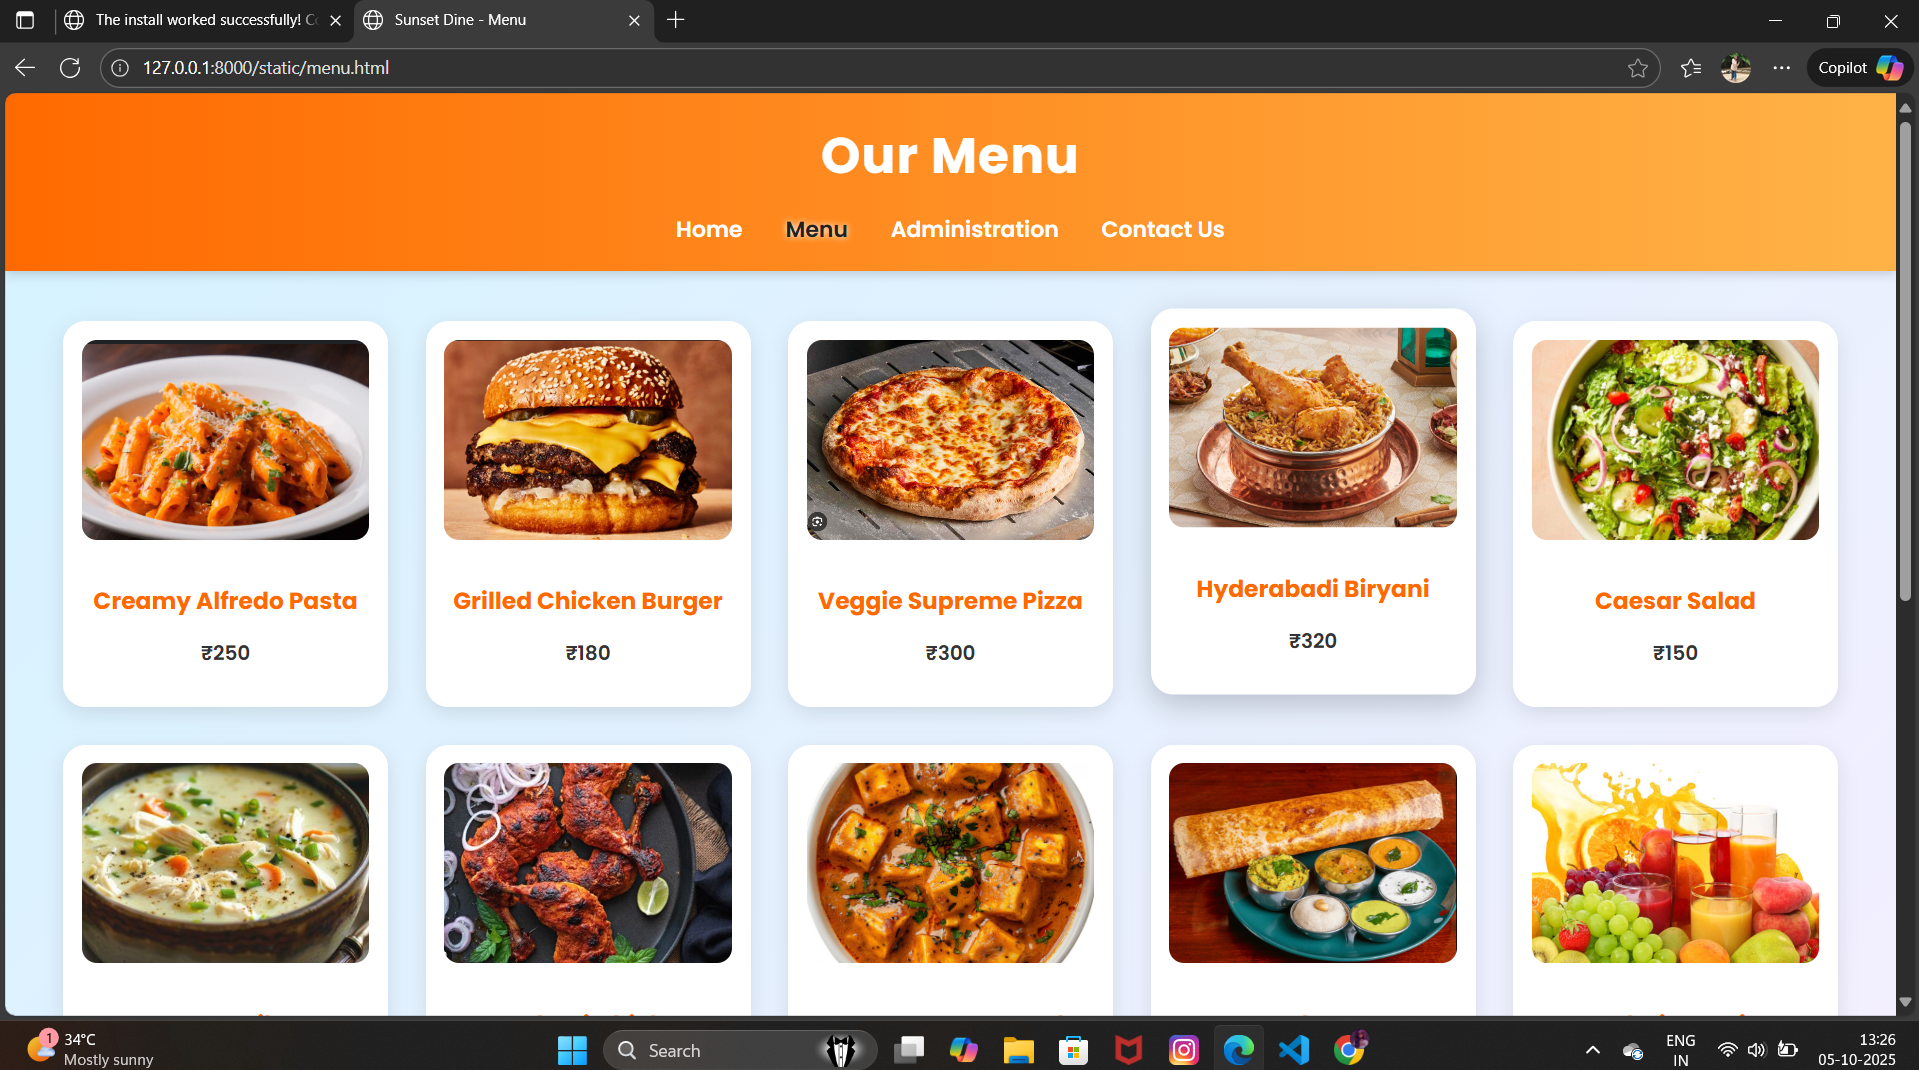 The install worked successfully! Co
Sunset Dine - Menu
127.0.0.1:8000/static/menu.html
Copilot
Our Menu
Home Menu Administration Contact Us
Creamy Alfredo Pasta
₹250
Grilled Chicken Burger
₹180
Veggie Supreme Pizza
₹300
Hyderabadi Biryani
₹320
Caesar Salad
₹150
1
34°C
Mostly sunny
Search
ENG
IN
13:26
05-10-2025